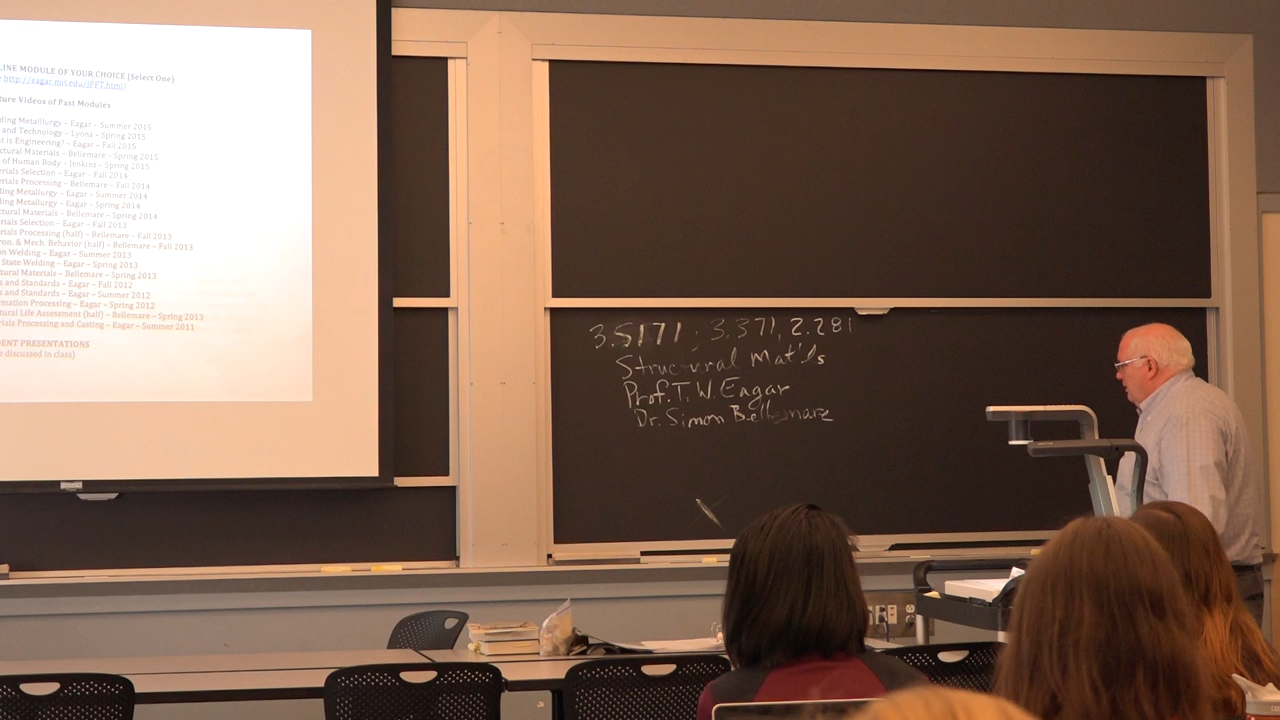 LINE MODULE OF YOUR CHOICE (Select One)
http://eagar.mit.edu/JPFT.html)
ture Videos of Past Modules
ding Metallurgy – Eagar - Summer 2015
and Technology – Lyons – Spring 2015
t is Engineering? – Eagar – Fall 2015
ctural Materials – Bellemare – Spring 2015
of Human Body – Jenkins – Spring 2015
erials Selection – Eagar - Fall 2014
erials Processing – Bellemare – Fall 2014
ding Metallurgy – Eagar – Summer 2014
ding Metallurgy – Eagar – Spring 2014
ctural Materials – Bellemare – Spring 2014
rials Selection – Eagar – Fall 2013
rials Processing (half) – Bellemare – Fall 2013
ron. & Mech. Behavior (half) – Bellemare – Fall 2013
on Welding – Eagar – Summer 2013
State Welding – Eagar – Spring 2013
tural Materials – Bellemare – Spring 2013
s and Standards – Eagar – Fall 2012
s and Standards – Eagar – Summer 2012
rmation Processing – Eagar – Spring 2012
tural Life Assessment (half) – Bellemare – Spring 2013
rials Processing and Casting – Eagar – Summer 2011
DENT PRESENTATIONS
e discussed in class)
3.5171; 3.371, 2.281
Structural Mat'ls
Prof. T. W. Eagar
Dr. Simon Bellemare